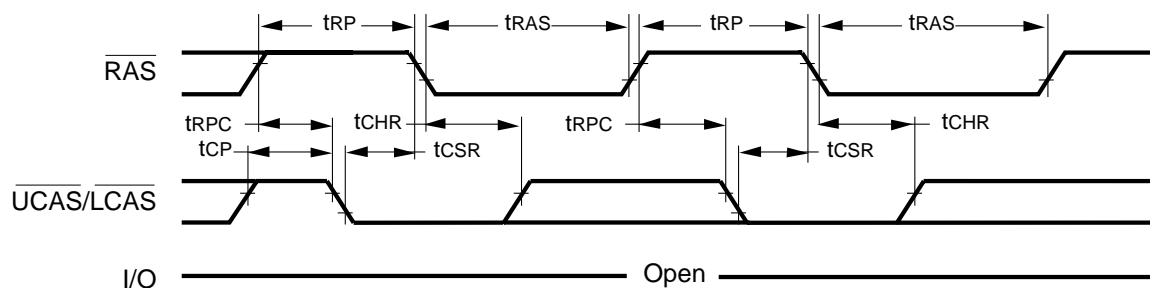 tRP tRAS tRP tRAS
RAS
tRPC tCHR tRPC tCHR
tCP tCSR tCSR
UCAS/LCAS
I/O Open